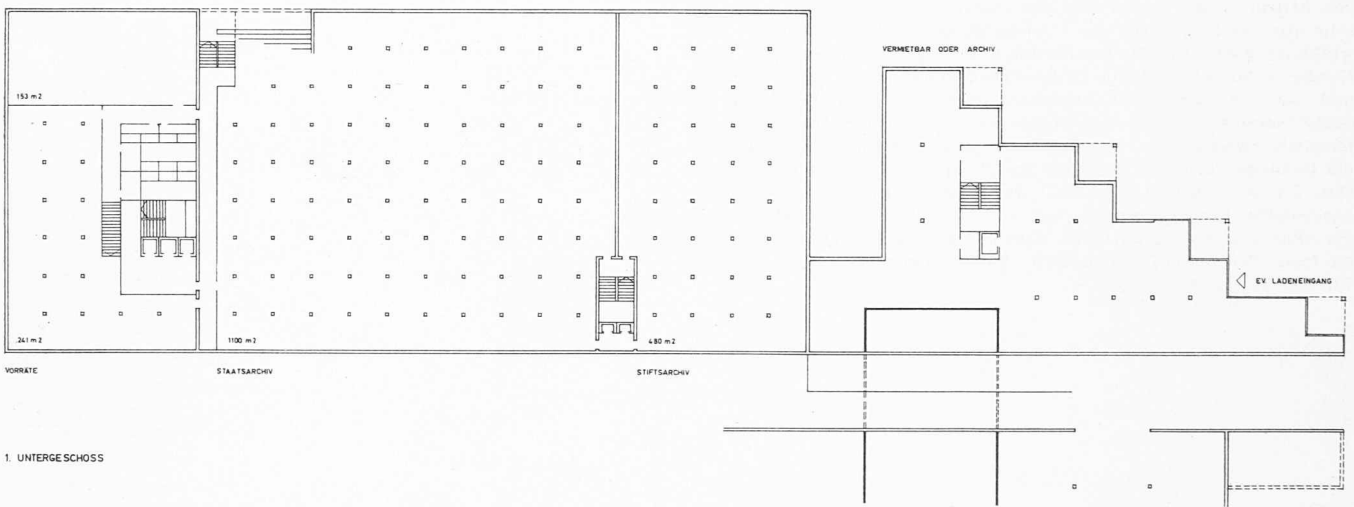 VERMIETBAR ODER ARCHIV
153 m2
EV. LADENEINGANG
241 m2
1100 m2
480 m2
VORRÄTE
STAATSARCHIV
STIFTSARCHIV
1. UNTERGESCHOSS